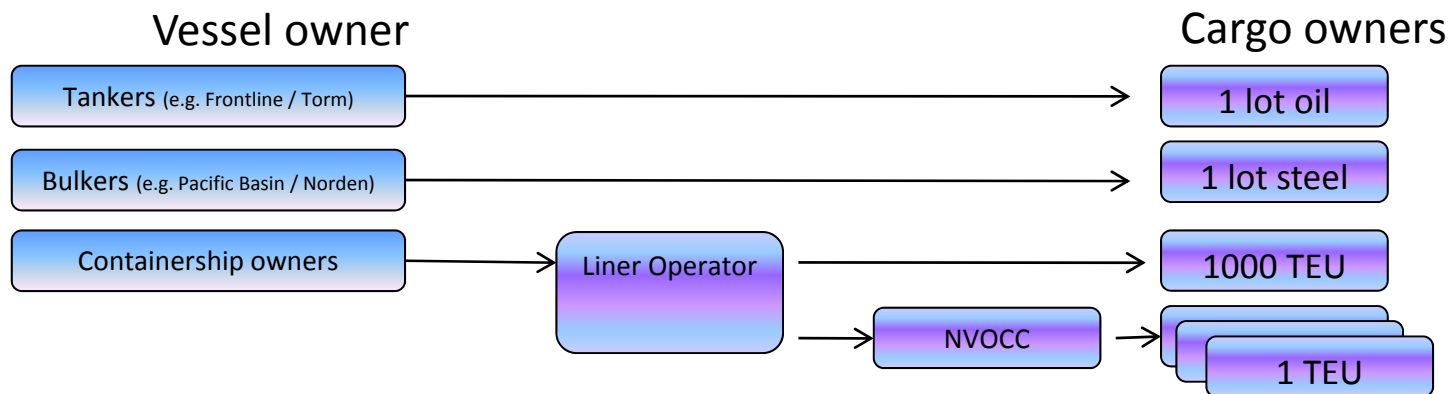 Vessel owner
Cargo owners
Tankers (e.g. Frontline / Torm)
1 lot oil
Bulkers (e.g. Pacific Basin / Norden)
1 lot steel
Containership owners
Liner Operator
1000 TEU
NVOCC
1 TEU